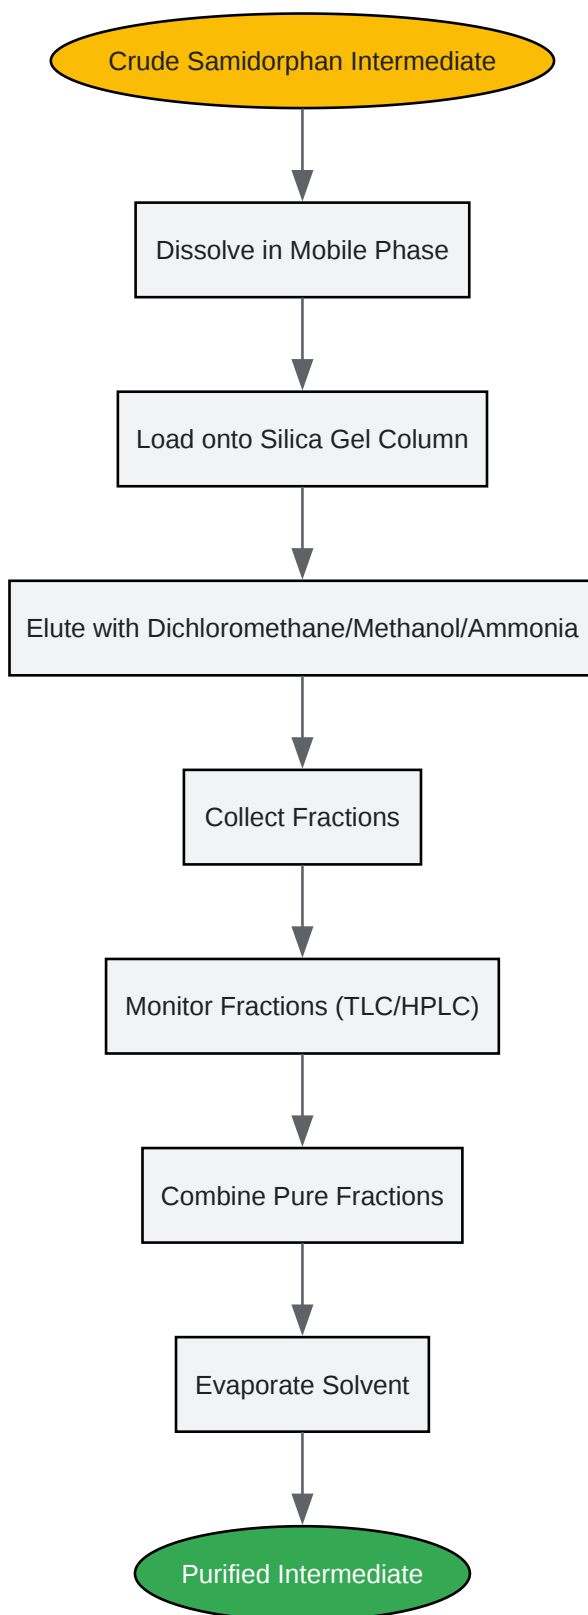 Crude Samidorphan Intermediate
Dissolve in Mobile Phase
Load onto Silica Gel Column
Elute with Dichloromethane/Methanol/Ammonia
Collect Fractions
Monitor Fractions (TLC/HPLC)
Combine Pure Fractions
Evaporate Solvent
Purified Intermediate